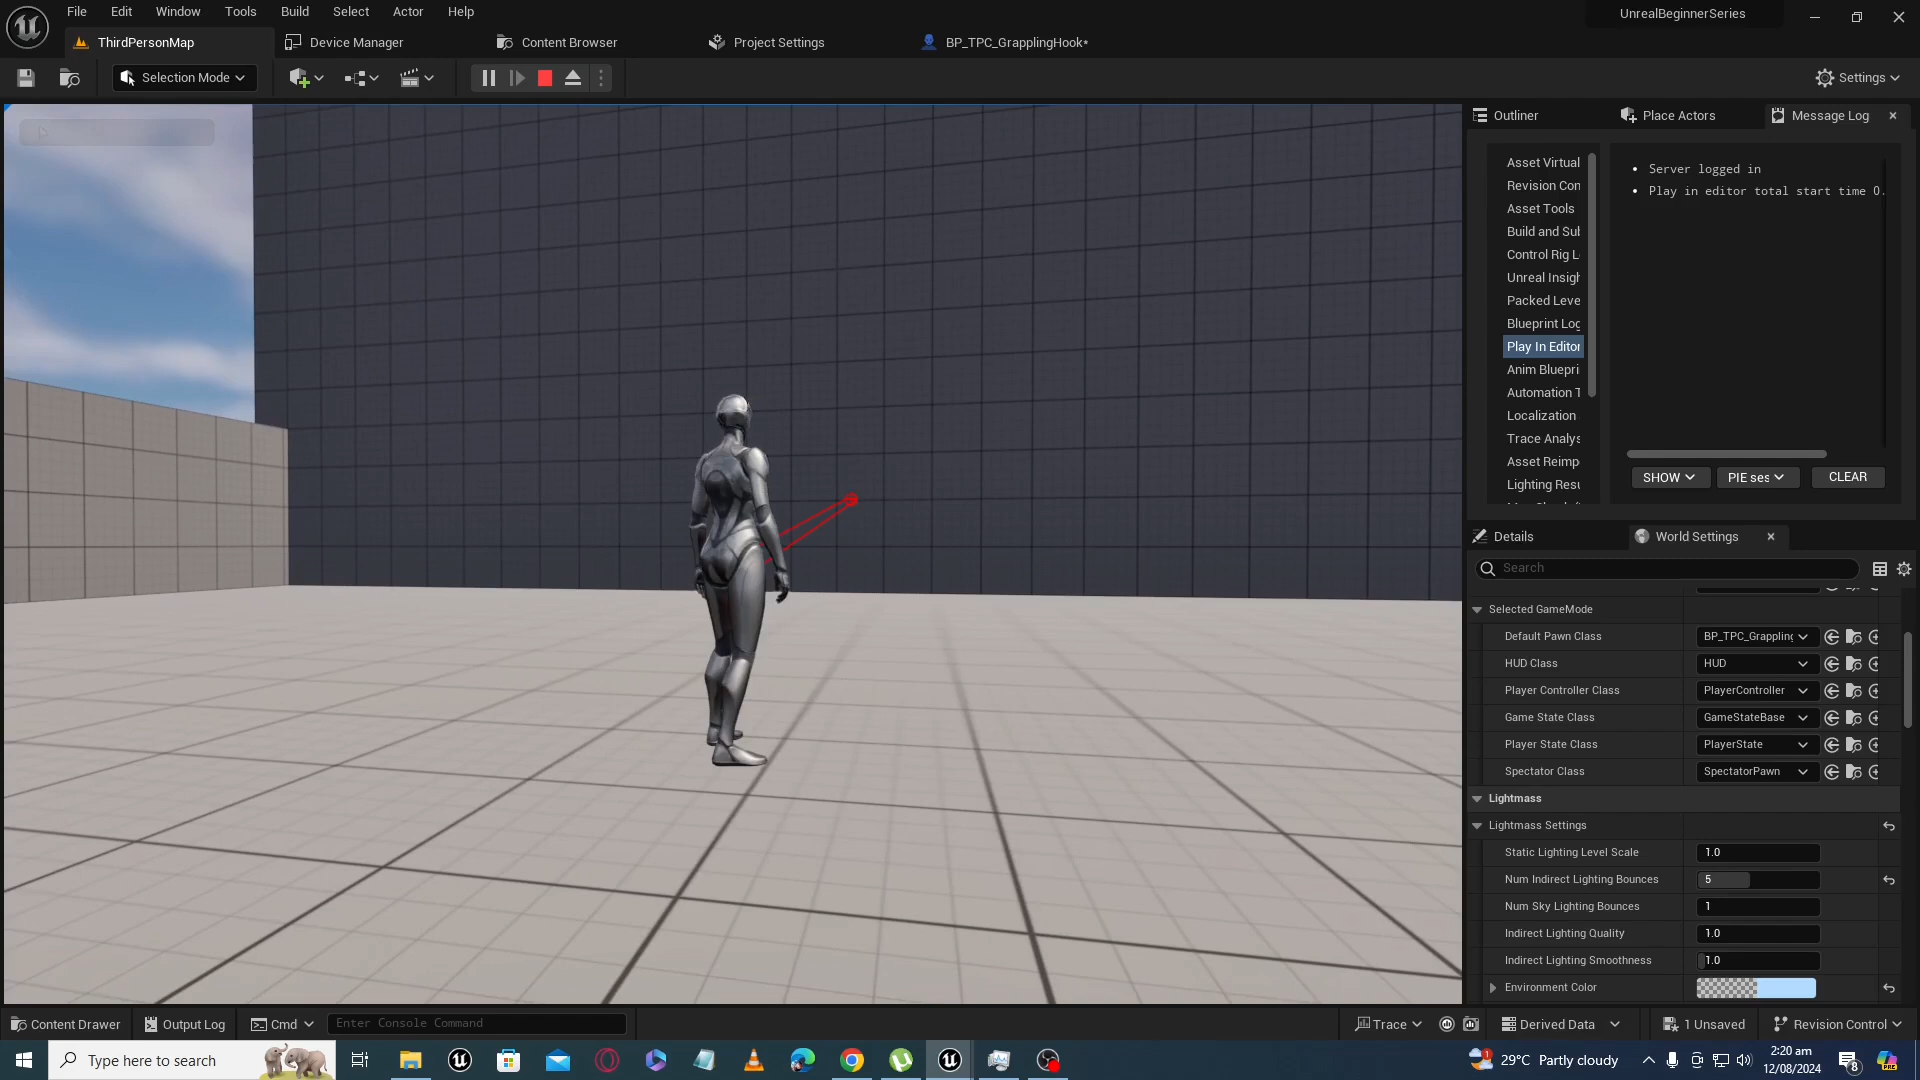 File Edit Window Tools Build Select Actor Help
UnrealBeginnerSeries
ThirdPersonMap
Device Manager
Content Browser
Project Settings
BP_TPC_GrapplingHook*
Selection Mode
Settings
Outliner
Place Actors
Message Log
Asset Virtual
Revision Con
Asset Tools
Build and Sub
Control Rig L
Unreal Insigh
Packed Leve
Blueprint Log
Play In Editor
Anim Bluepri
Automation T
Localization
Trace Analys
Asset Reimp
Lighting Resu
Server logged in
Play in editor total start time 0.
SHOW
PIE ses
CLEAR
Details
World Settings
Search
Selected GameMode
Default Pawn Class BP_TPC_Grappling
HUD Class HUD
Player Controller Class PlayerController
Game State Class GameStateBase
Player State Class PlayerState
Spectator Class SpectatorPawn
Lightmass
Lightmass Settings
Static Lighting Level Scale 1.0
Num Indirect Lighting Bounces 5
Num Sky Lighting Bounces 1
Indirect Lighting Quality 1.0
Indirect Lighting Smoothness 1.0
Environment Color
Content Drawer
Output Log
Cmd
Enter Console Command
Trace
Derived Data
1 Unsaved
Revision Control
Type here to search
1
29°C Partly cloudy
2:20 am
12/08/2024
8
PRE